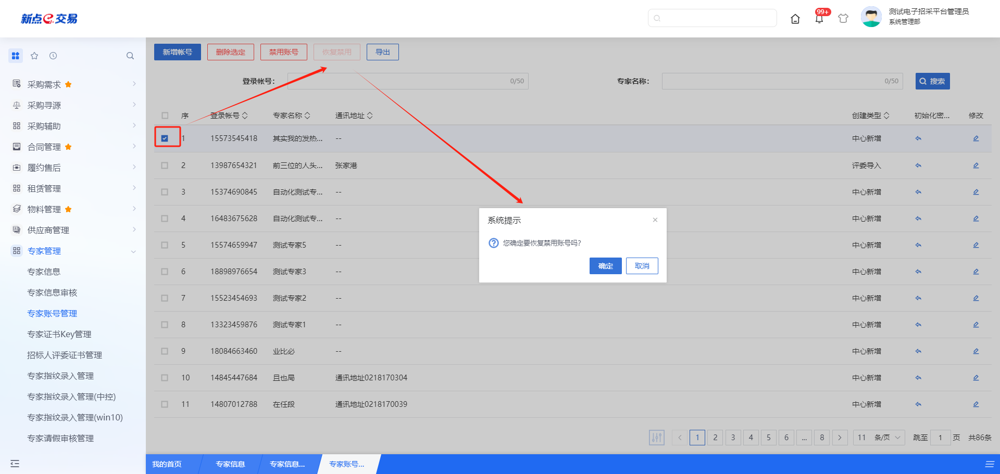 新点e交易
99+
测试电子招采平台管理员
系统管理部
采购需求
采购寻源
采购辅助
合同管理
履约售后
租赁管理
物料管理
供应商管理
专家管理
专家信息
专家信息审核
专家账号管理
专家证书Key管理
招标人评委证书管理
专家指纹录入管理
专家指纹录入管理(中控)
专家指纹录入管理(win10)
专家请假审核管理
新增帐号 删除选定 禁用账号 恢复禁用 导出
登录帐号: 0/50 专家名称: 0/50 搜索
序 登录帐号 专家名称 通讯地址 创建类型 初始化密... 修改
1 15573545418 其实我的发热... -- 中心新增
2 13987654321 前三位的人头... 张家港 评委导入
3 15374690845 自动化测试专... -- 中心新增
4 16483675628 自动化测试专... -- 中心新增
5 15574659947 测试专家5 -- 中心新增
6 18898976654 测试专家3 -- 中心新增
7 15523454693 测试专家2 -- 中心新增
8 13323459876 测试专家1 -- 中心新增
9 18084663460 业比必 -- 中心新增
10 14845447684 且也局 通讯地址0218170304 中心新增
11 14807012788 在任段 通讯地址0218170039 中心新增
系统提示
您确定要恢复禁用账号吗?
确定 取消
1 2 3 4 5 6 ... 8 11 条/页 跳至 1 页 共86条
我的首页 专家信息 专家信息... 专家账号...